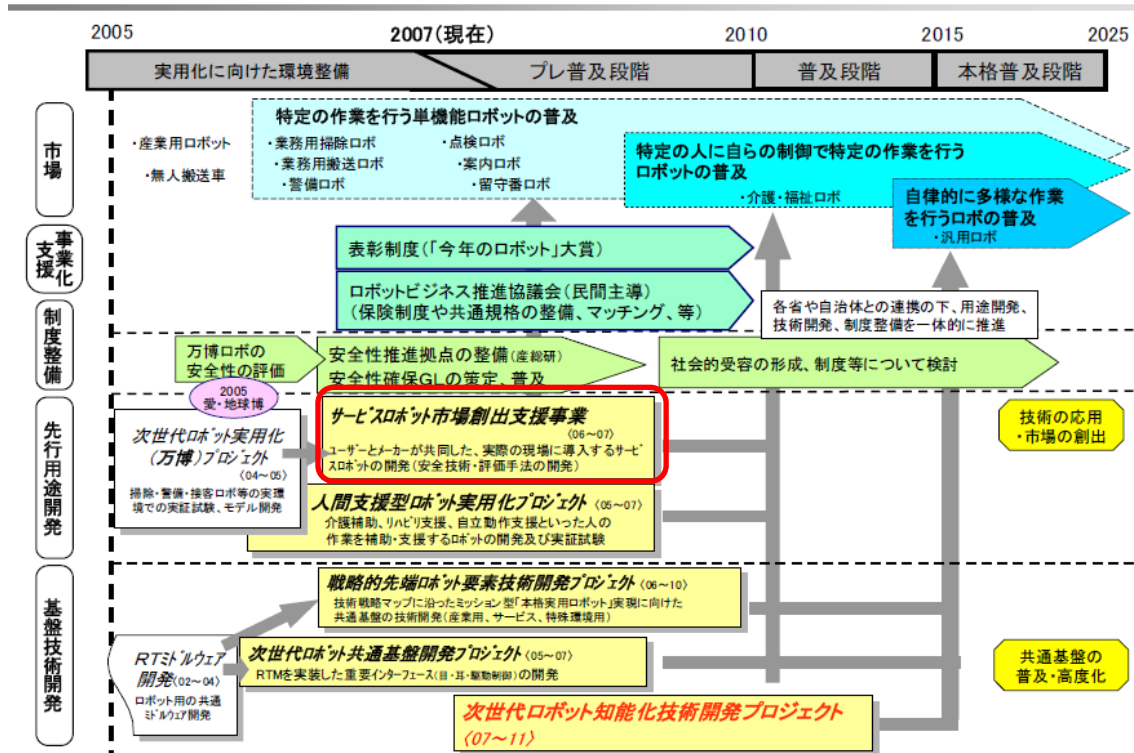 2005
2007(現在)
2010
2015
2025
実用化に向けた環境整備
プレ普及段階
普及段階
本格普及段階
市場
・産業用ロボット
・無人搬送車
特定の作業を行う単機能ロボットの普及
・業務用掃除ロボ
・業務用搬送ロボ
・警備ロボ
・点検ロボ
・案内ロボ
・留守番ロボ
特定の人に自らの制御で特定の作業を行う
ロボットの普及
・介護・福祉ロボ
自律的に多様な作業
を行うロボの普及
・汎用ロボ
事業化
支援
表彰制度(「今年のロボット」大賞)
ロボットビジネス推進協議会(民間主導)
(保険制度や共通規格の整備、マッチング、等)
各省や自治体との連携の下、用途開発、
技術開発、制度整備を一体的に推進
制度整備
万博ロボの
安全性の評価
安全性推進拠点の整備(産総研)
安全性確保GLの策定、普及
社会的受容の形成、制度等について検討
先行用途開発
2005
愛・地球博
次世代ロボット実用化
(万博)プロジェクト
〈04~05〉
掃除・警備・接客ロボ等の実環
境での実証試験、モデル開発
サービスロボット市場創出支援事業
〈06~07〉
ユーザーとメーカーが共同した、実際の現場に導入するサービ
スロボットの開発(安全技術・評価手法の開発)
人間支援型ロボット実用化プロジェクト〈05~07〉
介護補助、リハビリ支援、自立動作支援といった人の
作業を補助・支援するロボットの開発及び実証試験
技術の応用
・市場の創出
基盤技術開発
戦略的先端ロボット要素技術開発プロジェクト〈06~10〉
技術戦略マップに沿ったミッション型「本格実用ロボット」実現に向けた
共通基盤の技術開発(産業用、サービス、特殊環境用)
RTミドルウェア
開発〈02~04〉
ロボット用の共通
ミドルウェア開発
次世代ロボット共通基盤開発プロジェクト〈05~07〉
RTMを実装した重要インターフェース(目・耳・駆動制御)の開発
次世代ロボット知能化技術開発プロジェクト
〈07~11〉
共通基盤の
普及・高度化